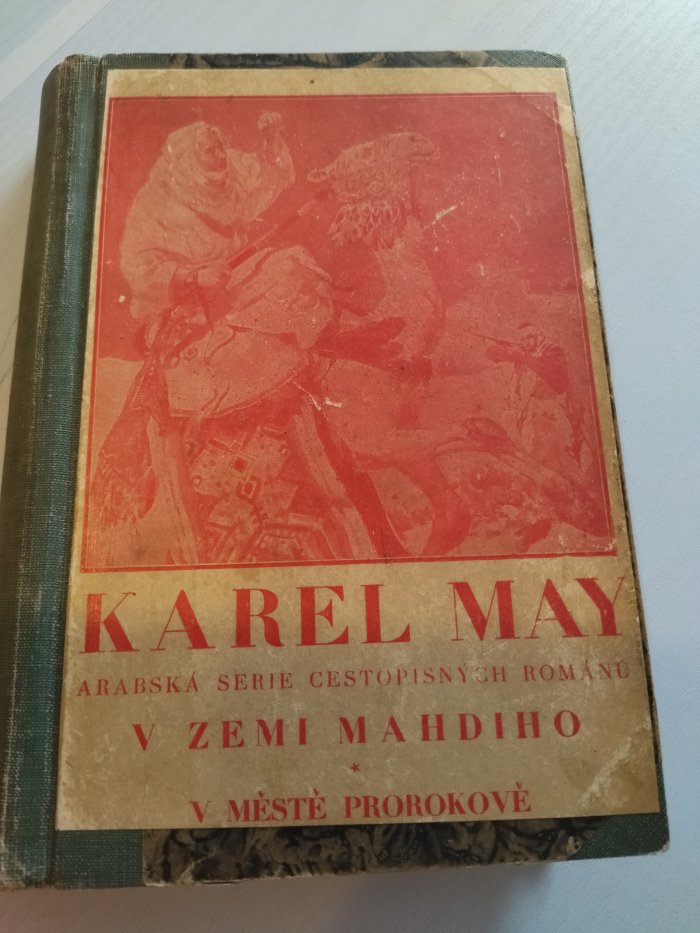 KAREL MAY
ARABSKÁ SERIE CESTOPISNÝCH ROMÁNŮ
V ZEMI MAHDIHO
*
V MĚSTĚ PROROKOVĚ